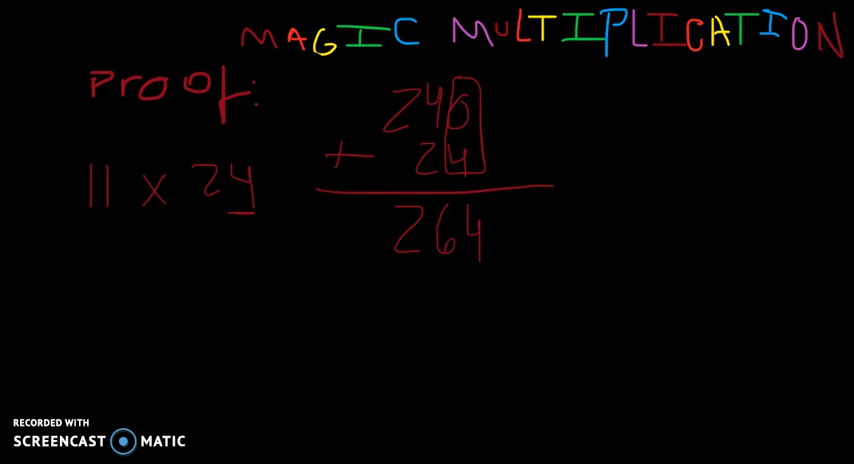 MAGIC MULTIPLICATION
Proof:
240
+ 24
11 x 24
264
RECORDED WITH
SCREENCAST MATIC